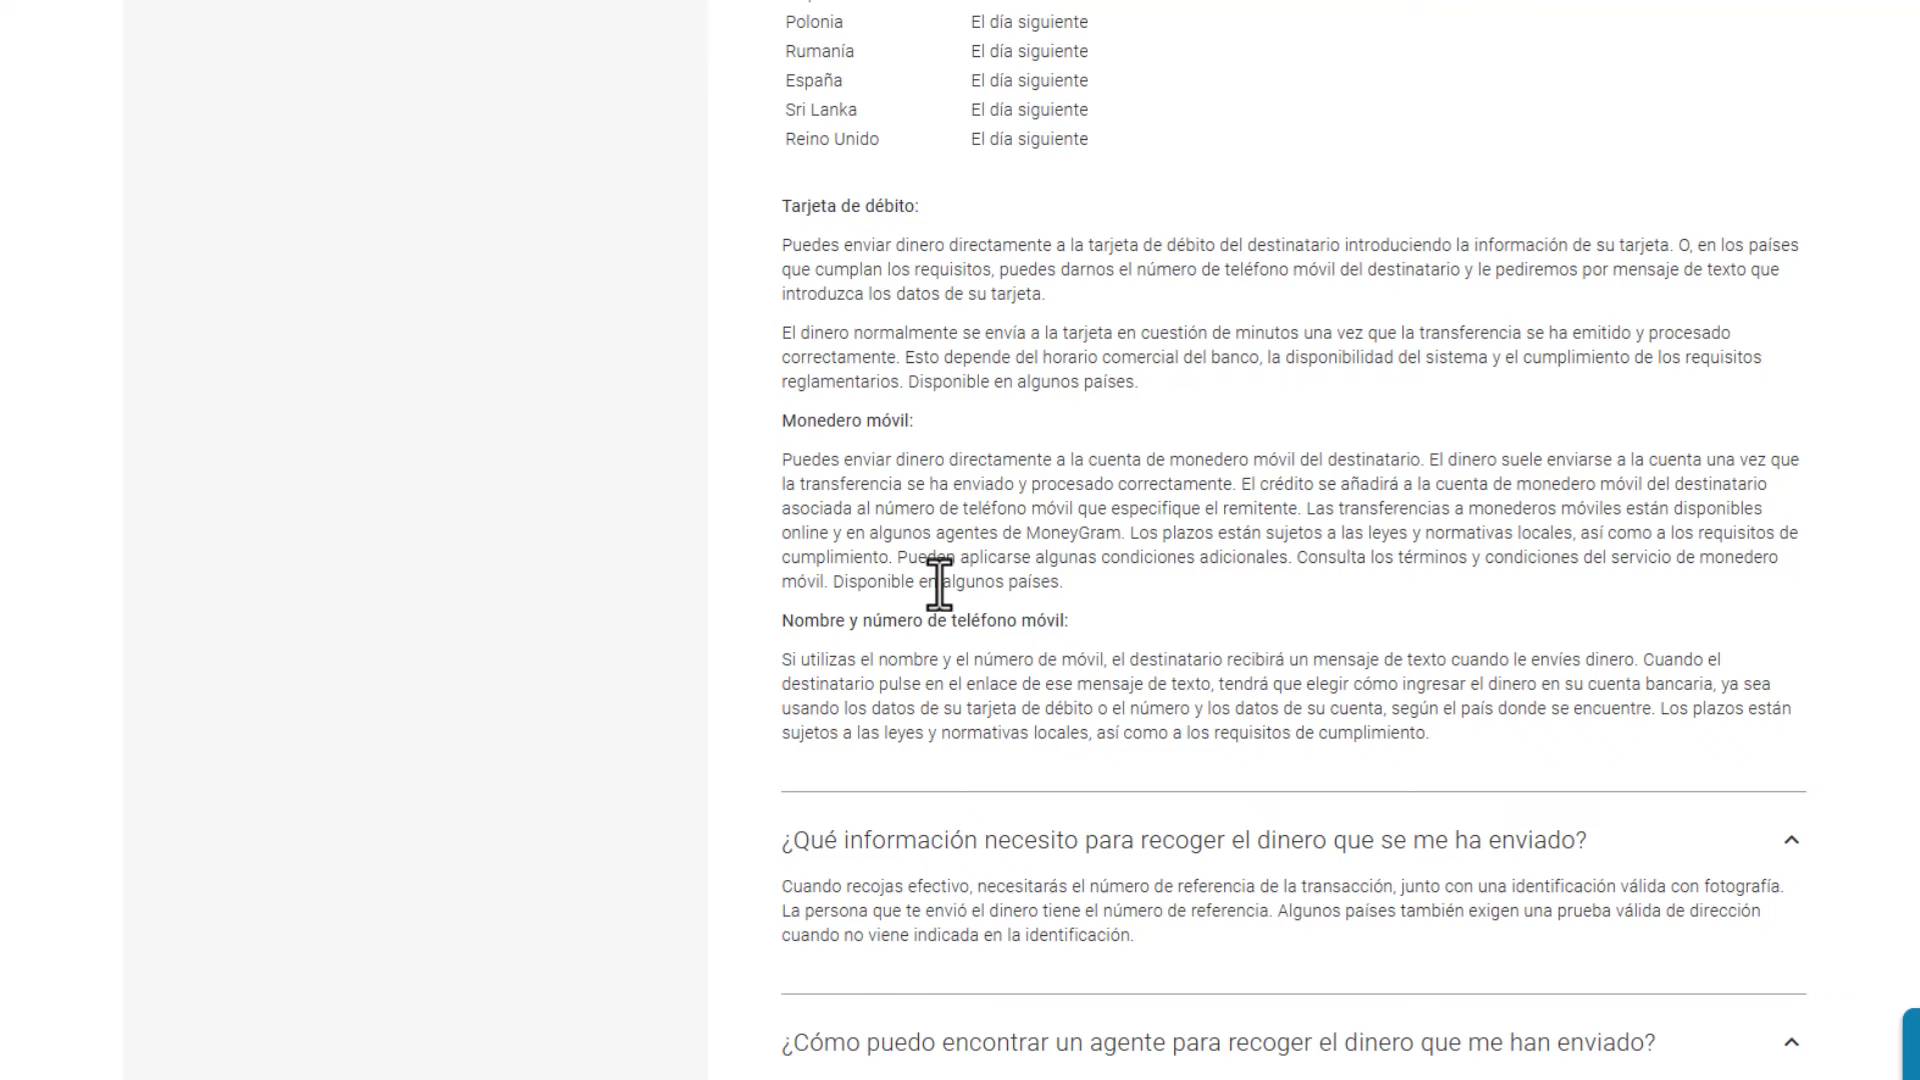 Polonia El día siguiente
Rumanía El día siguiente
España El día siguiente
Sri Lanka El día siguiente
Reino Unido El día siguiente
Tarjeta de débito:
Puedes enviar dinero directamente a la tarjeta de débito del destinatario introduciendo la información de su tarjeta. O, en los países
que cumplan los requisitos, puedes darnos el número de teléfono móvil del destinatario y le pediremos por mensaje de texto que
introduzca los datos de su tarjeta.
El dinero normalmente se envía a la tarjeta en cuestión de minutos una vez que la transferencia se ha emitido y procesado
correctamente. Esto depende del horario comercial del banco, la disponibilidad del sistema y el cumplimiento de los requisitos
reglamentarios. Disponible en algunos países.
Monedero móvil:
Puedes enviar dinero directamente a la cuenta de monedero móvil del destinatario. El dinero suele enviarse a la cuenta una vez que
la transferencia se ha enviado y procesado correctamente. El crédito se añadirá a la cuenta de monedero móvil del destinatario
asociada al número de teléfono móvil que especifique el remitente. Las transferencias a monederos móviles están disponibles
online y en algunos agentes de MoneyGram. Los plazos están sujetos a las leyes y normativas locales, así como a los requisitos de
cumplimiento. Pueden aplicarse algunas condiciones adicionales. Consulta los términos y condiciones del servicio de monedero
móvil. Disponible en algunos países.
Nombre y número de teléfono móvil:
Si utilizas el nombre y el número de móvil, el destinatario recibirá un mensaje de texto cuando le envíes dinero. Cuando el
destinatario pulse en el enlace de ese mensaje de texto, tendrá que elegir cómo ingresar el dinero en su cuenta bancaria, ya sea
usando los datos de su tarjeta de débito o el número y los datos de su cuenta, según el país donde se encuentre. Los plazos están
sujetos a las leyes y normativas locales, así como a los requisitos de cumplimiento.
¿Qué información necesito para recoger el dinero que se me ha enviado?
Cuando recojas efectivo, necesitarás el número de referencia de la transacción, junto con una identificación válida con fotografía.
La persona que te envió el dinero tiene el número de referencia. Algunos países también exigen una prueba válida de dirección
cuando no viene indicada en la identificación.
¿Cómo puedo encontrar un agente para recoger el dinero que me han enviado?